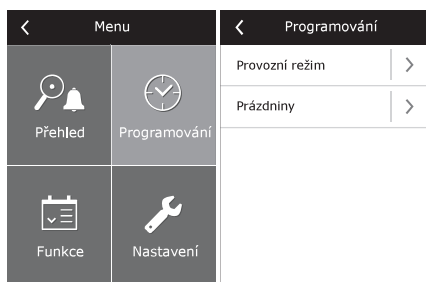 Menu
Přehled
Programování
Funkce
Nastavení
Programování
Provozní režim
Prázdniny